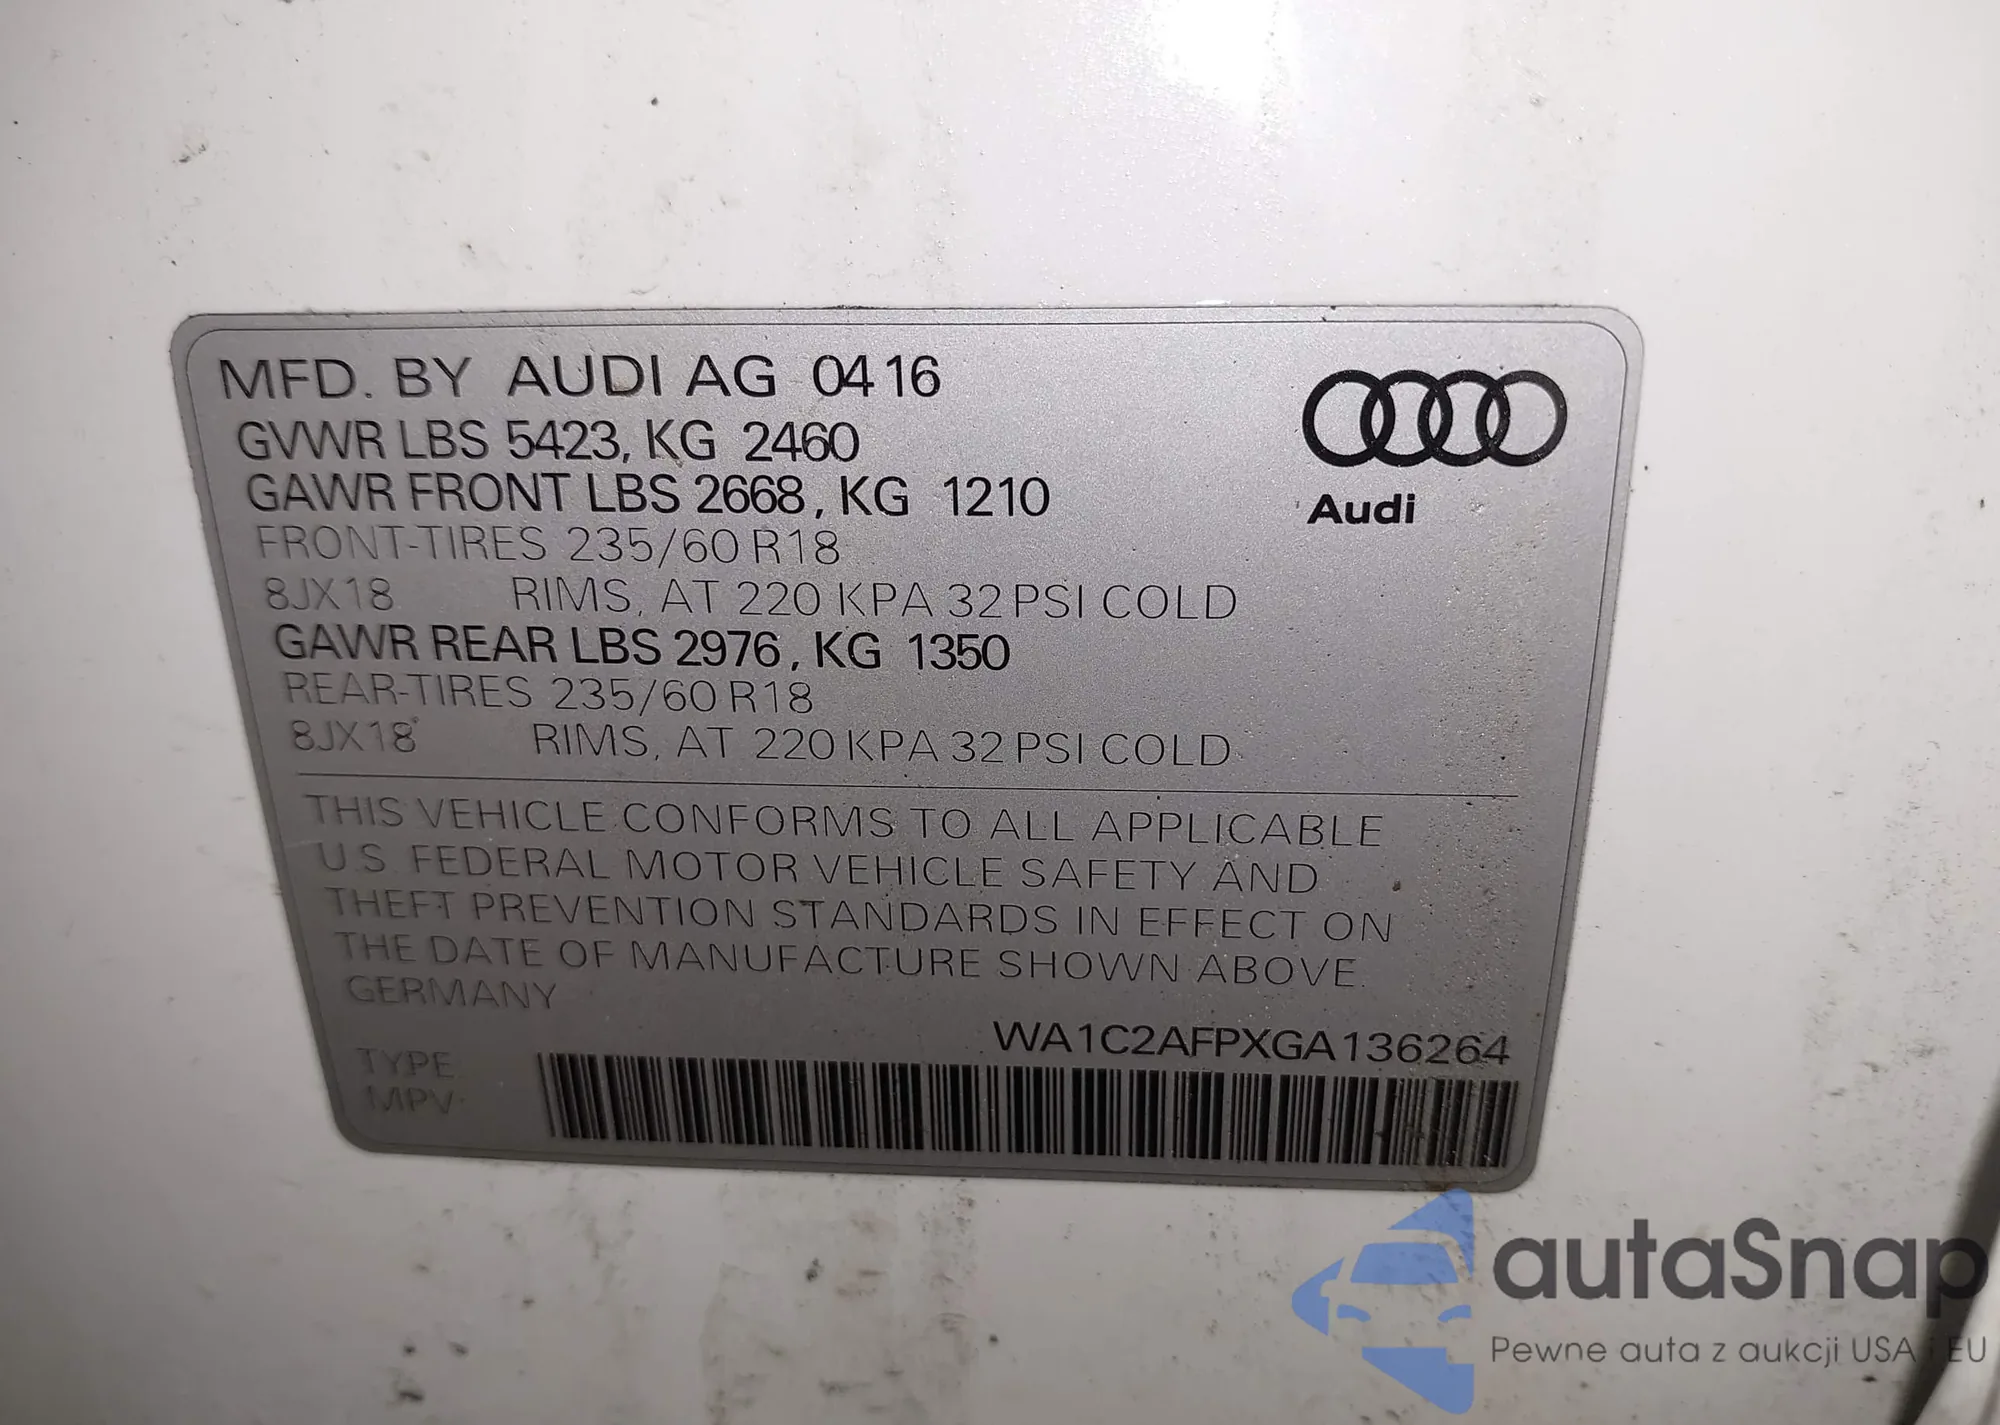 MFD. BY AUDI AG 04 16
GVWR LBS 5423, KG 2460
GAWR FRONT LBS 2668, KG 1210
FRONT-TIRES 235/60 R18
8JX18 RIMS, AT 220 KPA 32 PSI COLD
GAWR REAR LBS 2976, KG 1350
REAR-TIRES 235/60 R18
8JX18 RIMS, AT 220 KPA 32 PSI COLD
Audi
THIS VEHICLE CONFORMS TO ALL APPLICABLE
U.S. FEDERAL MOTOR VEHICLE SAFETY AND
THEFT PREVENTION STANDARDS IN EFFECT ON
THE DATE OF MANUFACTURE SHOWN ABOVE.
GERMANY
WA1C2AFPXGA136264
TYPE
MPV
autaSnap
Pewne auta z aukcji USA i EU